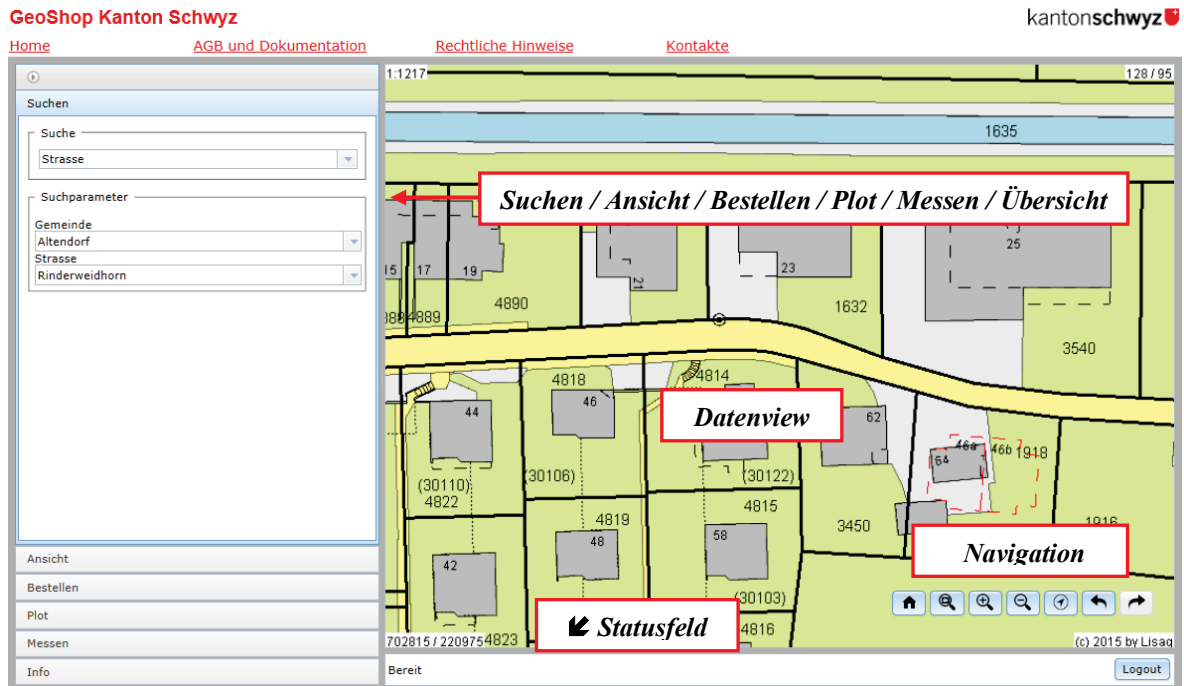 GeoShop Kanton Schwyz
kantonschwyz
Home AGB und Dokumentation Rechtliche Hinweise Kontakte
1:1217
128 / 95
Suchen
Suche
Strasse
Suchparameter
Gemeinde
Altendorf
Strasse
Rinderweidhorn
Ansicht
Bestellen
Plot
Messen
Info
1635
Suchen / Ansicht / Bestellen / Plot / Messen / Übersicht
25
15 17 19
21
23
4890
4889
1632
3540
4818
4814
44
46
Datenview
62
64
46a
46b
1918
(30110)
4822
(30106)
(30122)
4819
4815
3450
1916
48
58
42
Navigation
(30103)
Statusfeld
4816
702815 / 220975
4823
(c) 2015 by Lisag
Bereit
Logout